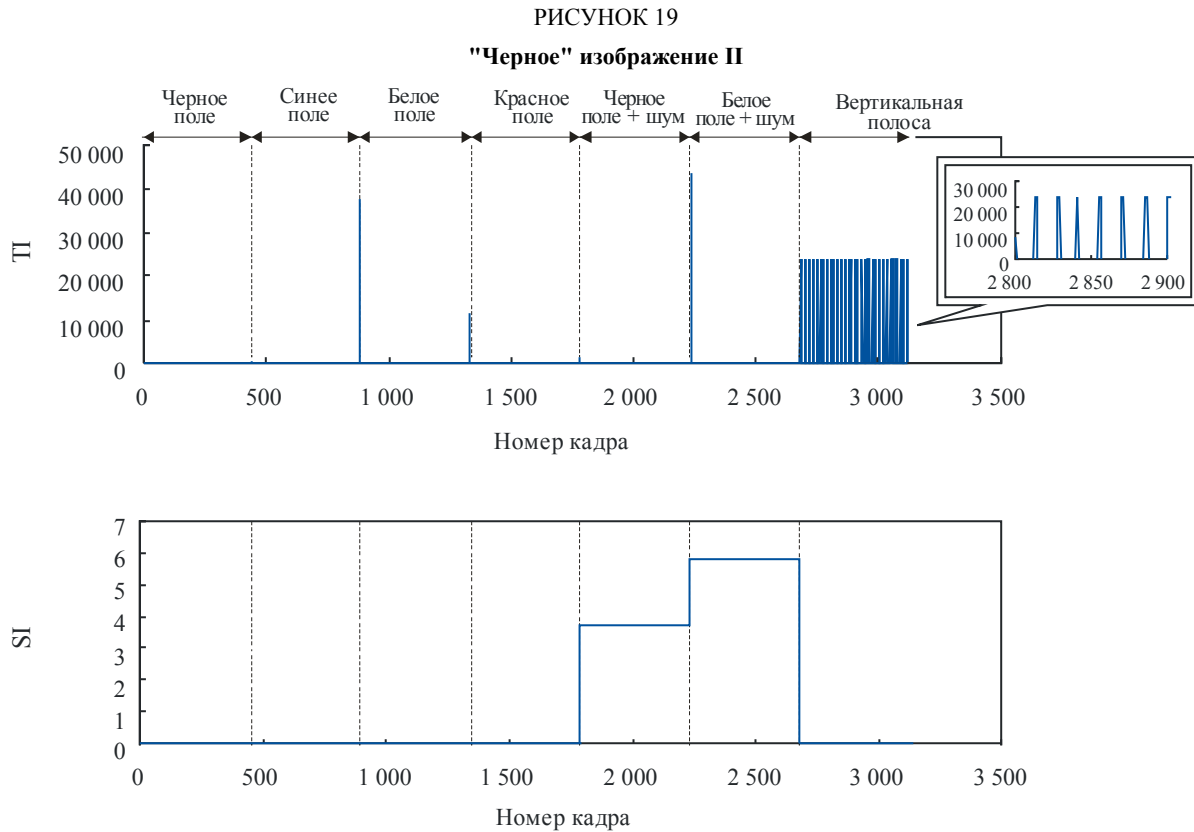 РИСУНОК 19
"Черное" изображение II
Черное поле
Синее поле
Белое поле
Красное поле
Черное поле + шум
Белое поле + шум
Вертикальная полоса
50 000
40 000
30 000
20 000
10 000
0
TI
0 500 1 000 1 500 2 000 2 500 3 000 3 500
Номер кадра
30 000
20 000
10 000
0
2 800 2 850 2 900
7
6
5
4
3
2
1
0
SI
0 500 1 000 1 500 2 000 2 500 3 000 3 500
Номер кадра